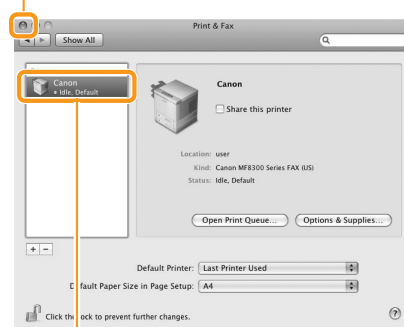 Print & Fax
Show All
Canon
• Idle, Default
Canon
Share this printer
Location: user
Kind: Canon MF8300 Series FAX (US)
Status: Idle, Default
Open Print Queue... Options & Supplies...
+ -
Default Printer: Last Printer Used
Default Paper Size in Page Setup: A4
Click the lock to prevent further changes. ?